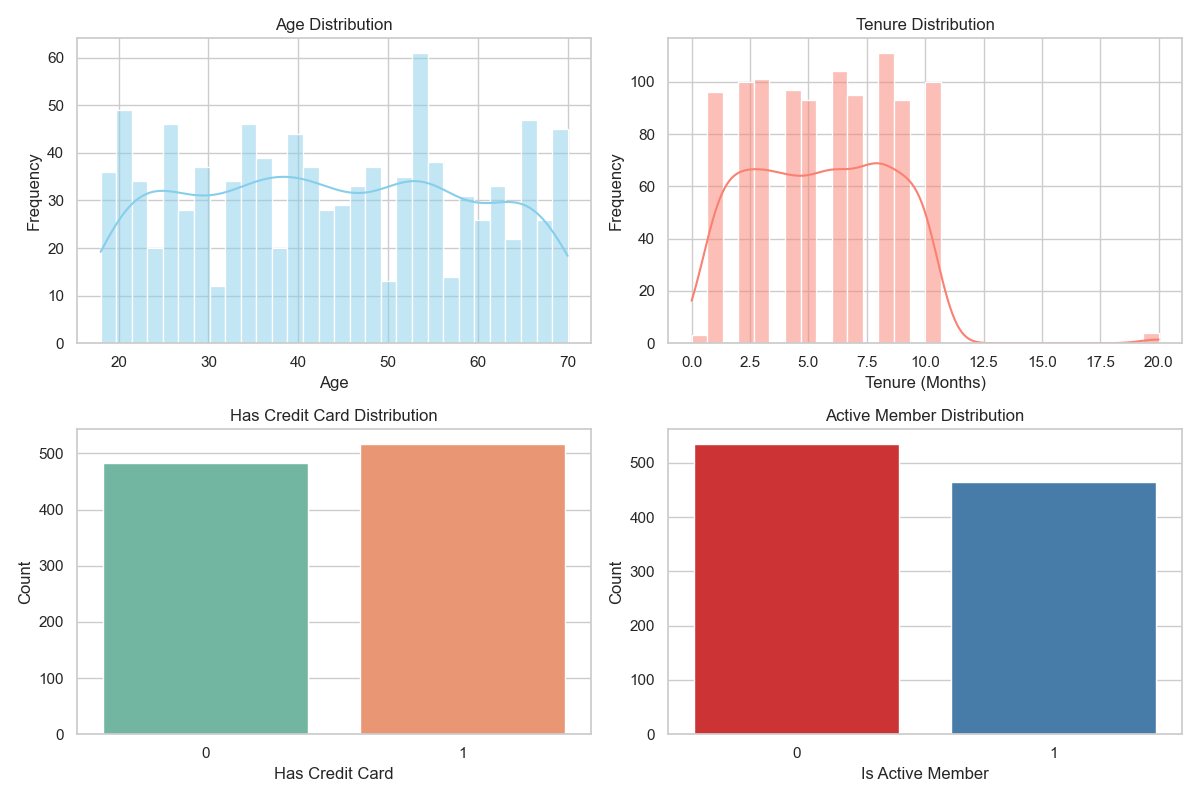 Age Distribution
Frequency
60
50
40
30
20
10
0
20 30 40 50 60 70
Age
Tenure Distribution
Frequency
100
80
60
40
20
0
0.0 2.5 5.0 7.5 10.0 12.5 15.0 17.5 20.0
Tenure (Months)
Has Credit Card Distribution
Count
500
400
300
200
100
0
0 1
Has Credit Card
Active Member Distribution
Count
500
400
300
200
100
0
0 1
Is Active Member